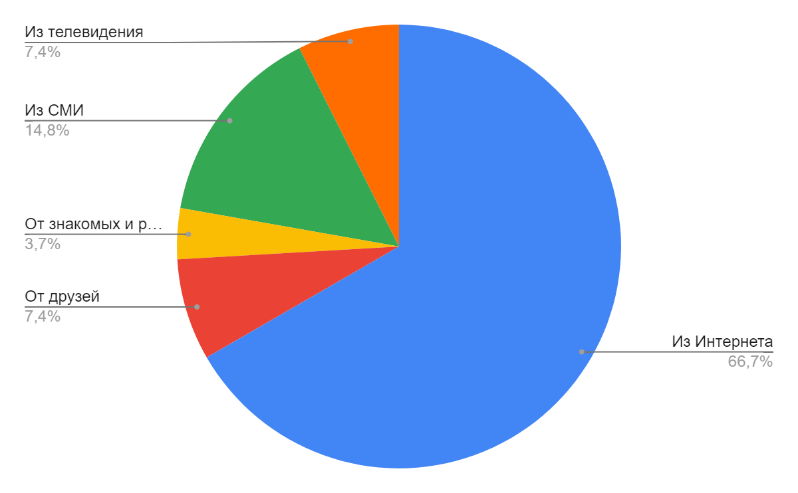 Из телевидения
7,4%
Из СМИ
14,8%
От знакомых и р…
3,7%
От друзей
7,4%
Из Интернета
66,7%